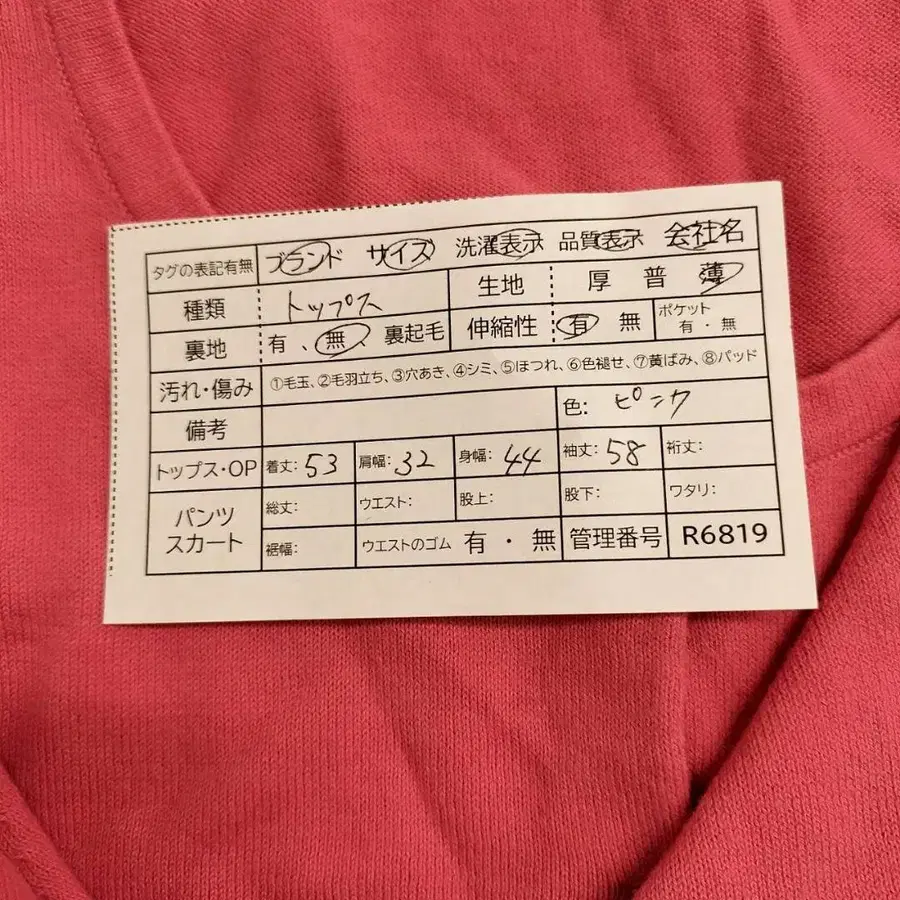 タグの表記有無 ブランド サイズ 洗濯表示 品質表示 会社名
種類 トップス 生地 厚 普 薄
裏地 有、無、裏起毛 伸縮性 有 無 ポケット 有・無
汚れ・傷み ①毛玉、②毛羽立ち、③穴あき、④シミ、⑤ほつれ、⑥色褪せ、⑦黄ばみ、⑧パッド
備考 色: ピンク
トップス・OP 着丈: 53 肩幅: 32 身幅: 44 袖丈: 58 裄丈:
パンツ スカート 総丈: ウエスト: 股上: 股下: ワタリ:
裾幅: ウエストのゴム 有・無 管理番号 R6819